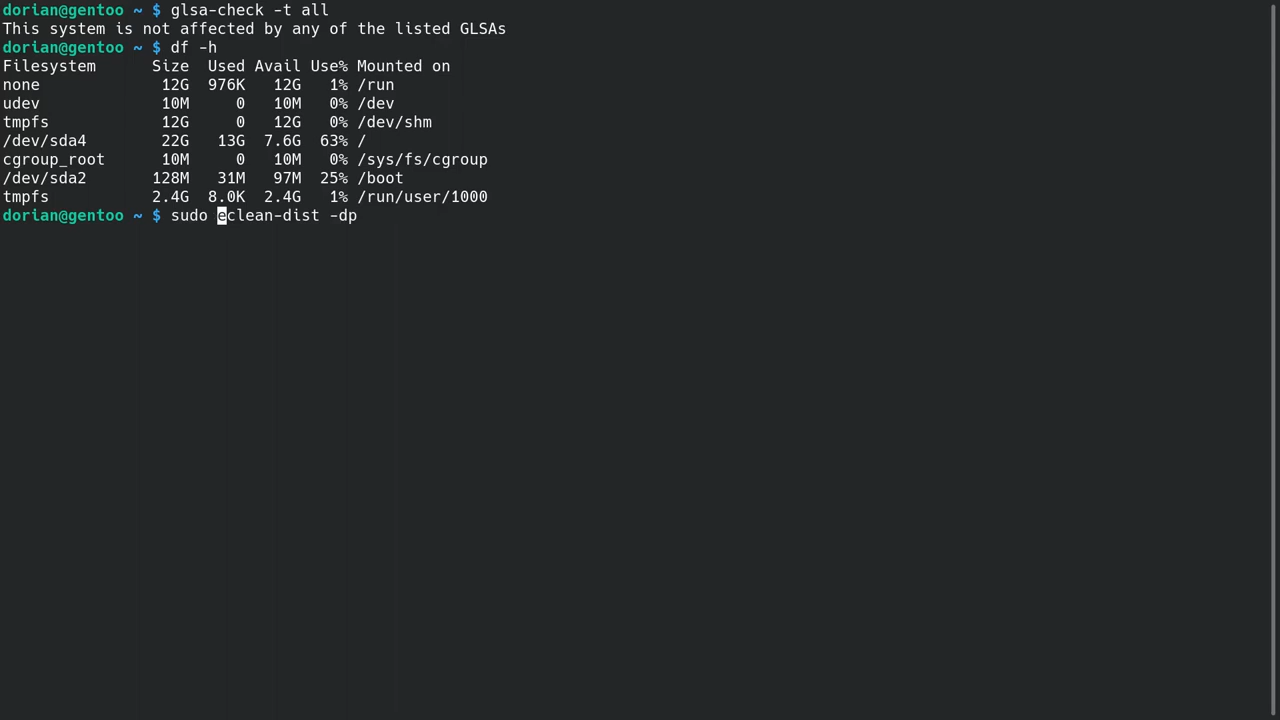 dorian@gentoo ~ $ glsa-check -t all
This system is not affected by any of the listed GLSAs
dorian@gentoo ~ $ df -h
Filesystem      Size  Used Avail Use% Mounted on
none             12G  976K   12G   1% /run
udev             10M     0   10M   0% /dev
tmpfs            12G     0   12G   0% /dev/shm
/dev/sda4        22G   13G  7.6G  63% /
cgroup_root      10M     0   10M   0% /sys/fs/cgroup
/dev/sda2       128M   31M   97M  25% /boot
tmpfs           2.4G  8.0K  2.4G   1% /run/user/1000
dorian@gentoo ~ $ sudo eclean-dist -dp